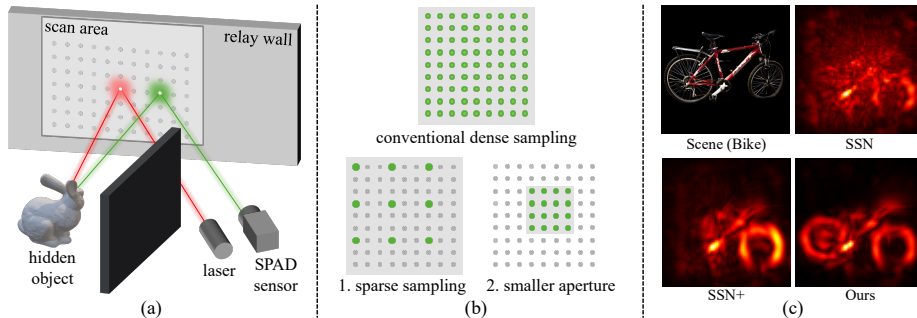 scan area
relay wall
hidden
object
laser
SPAD
sensor
(a)
conventional dense sampling
1. sparse sampling
2. smaller aperture
(b)
Scene (Bike)
SSN
SSN+
Ours
(c)